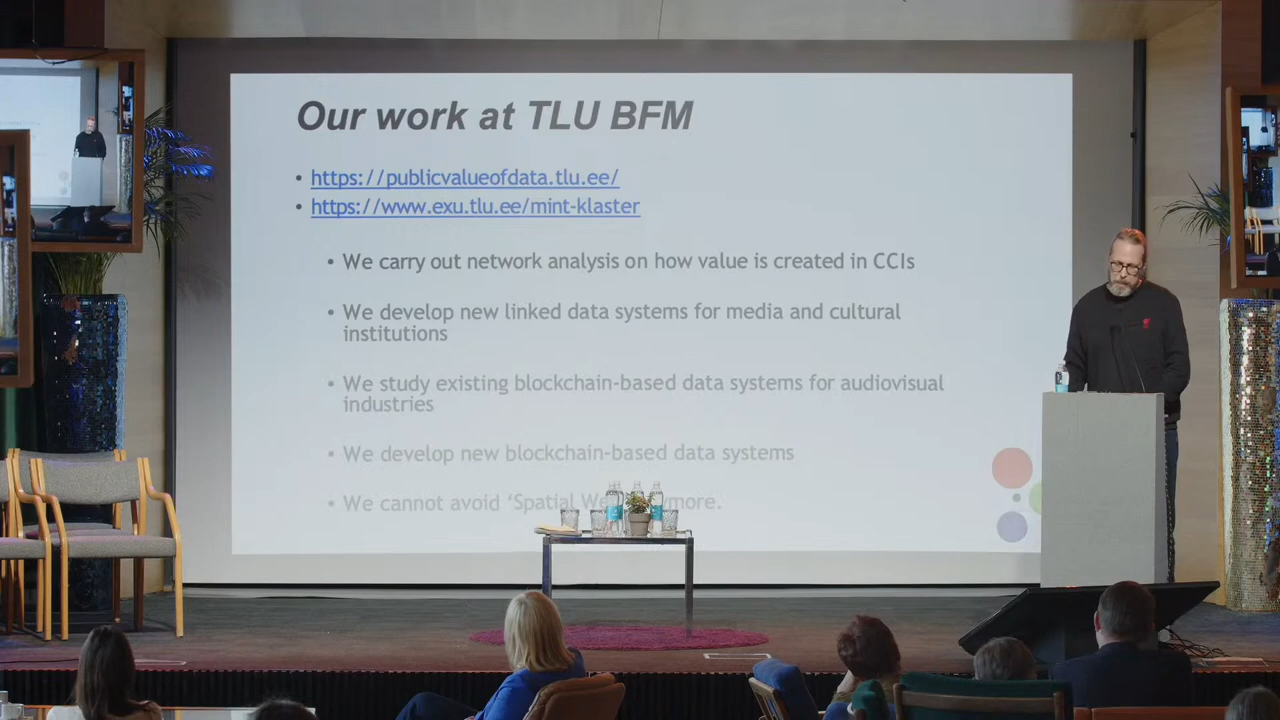 Our work at TLU BFM
• https://publicvalueofdata.tlu.ee/
• https://www.exu.tlu.ee/mint-klaster
• We carry out network analysis on how value is created in CCIs
• We develop new linked data systems for media and cultural
institutions
• We study existing blockchain-based data systems for audiovisual
industries
• We develop new blockchain-based data systems
• We cannot avoid ‘Spatial more.